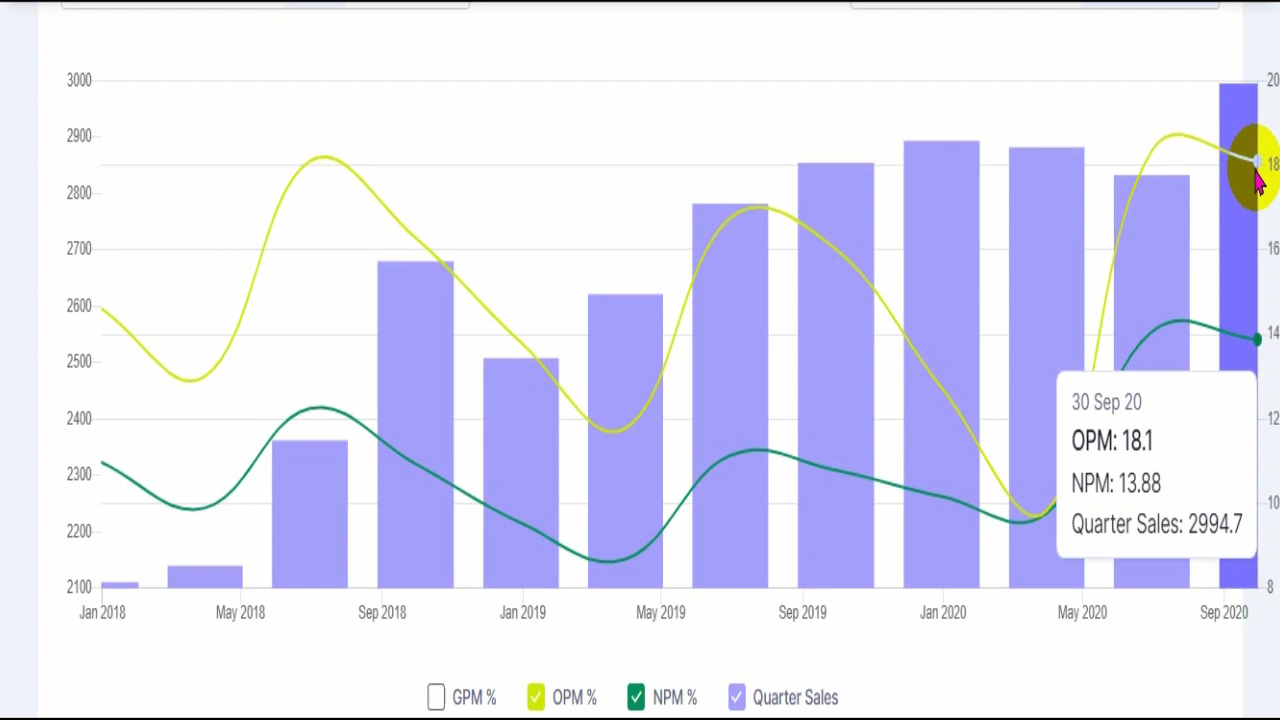 3000
2900
2800
2700
2600
2500
2400
2300
2200
2100
20
18
16
14
12
10
8
30 Sep 20
OPM: 18.1
NPM: 13.88
Quarter Sales: 2994.7
Jan 2018 May 2018 Sep 2018 Jan 2019 May 2019 Sep 2019 Jan 2020 May 2020 Sep 2020
GPM % OPM % NPM % Quarter Sales